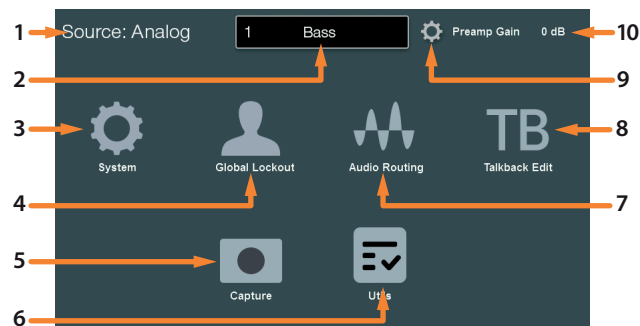 1 Source: Analog 1 Bass Preamp Gain 0 dB 10
2 9
TB
3 8
System Global Lockout Audio Routing Talkback Edit
4 7
5
Capture Utils
6